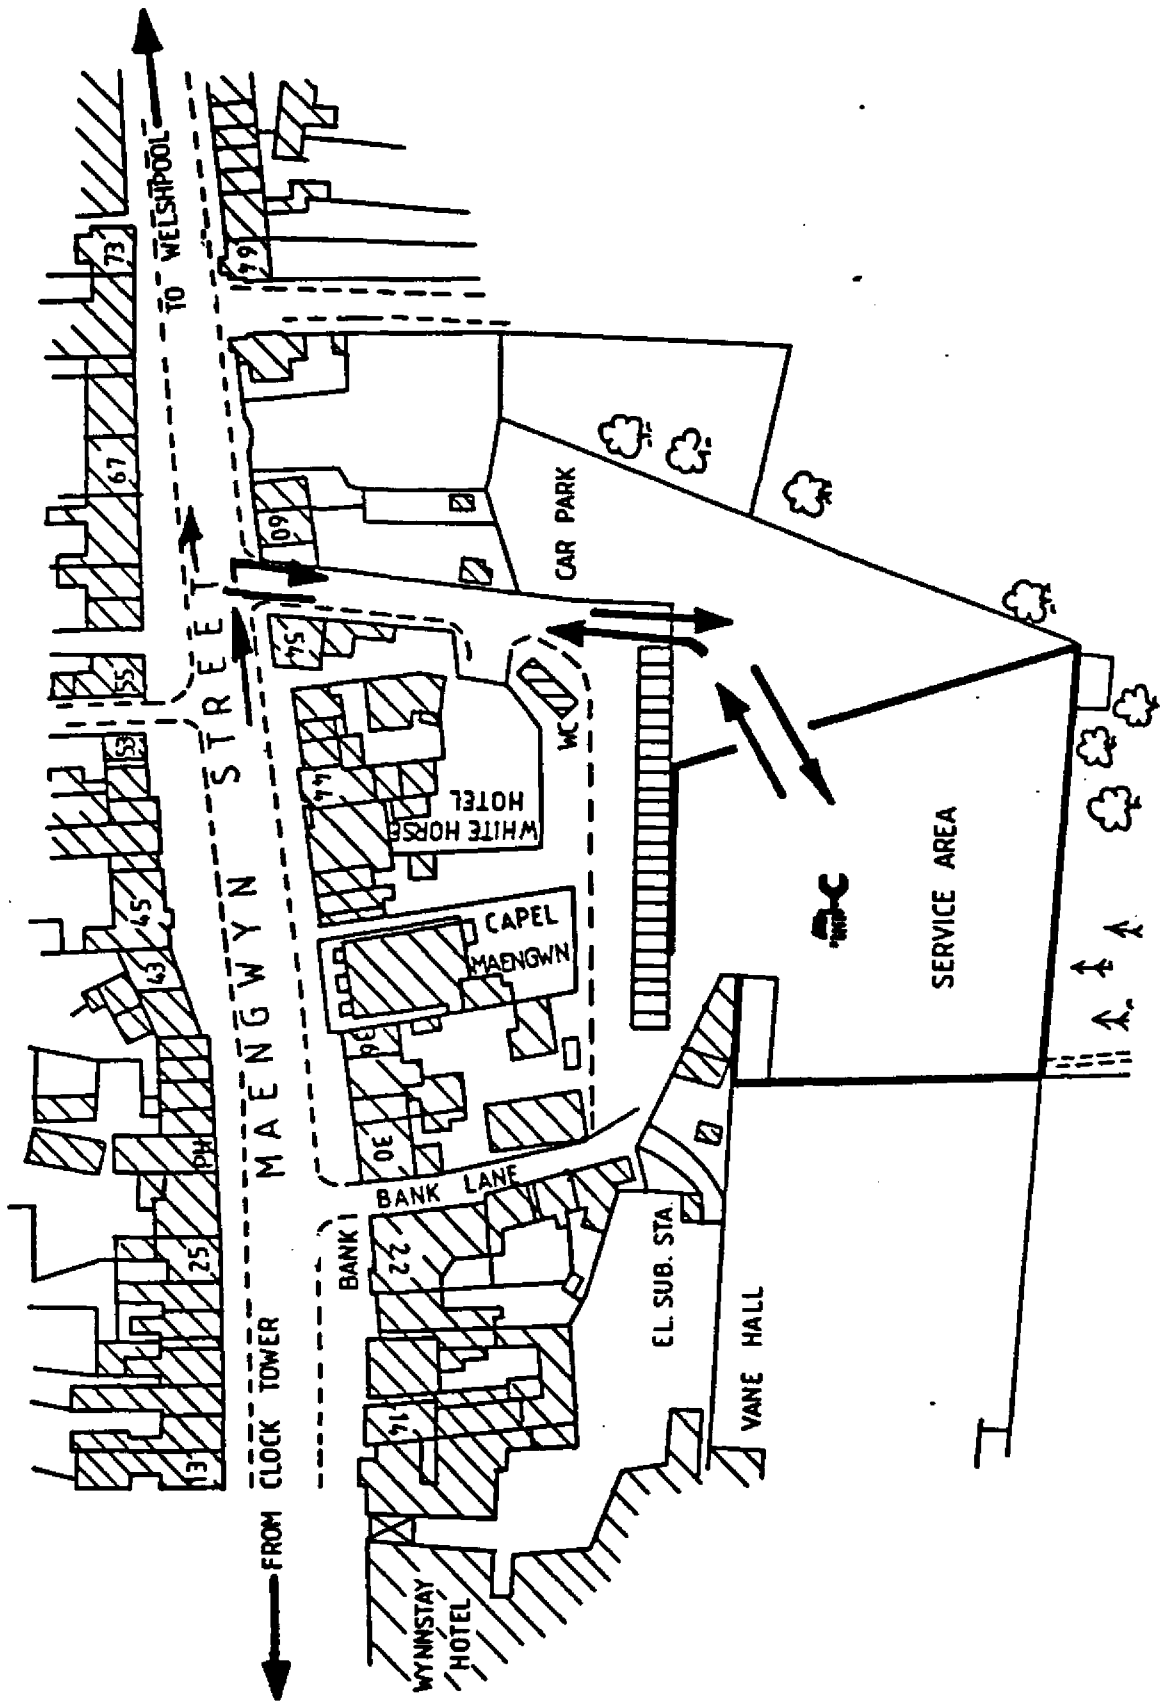 TO WELSHPOOL
MAENGWYN STREET
FROM CLOCK TOWER
13
25
PH
43
45
53
55
67
73
14
22
30
36
44
54
60
64
BANK
BANK LANE
WYNNSTAY
HOTEL
CAPEL
MAENGWN
WHITE HORSE
HOTEL
WC
CAR PARK
EL. SUB. STA.
VANE HALL
SERVICE AREA